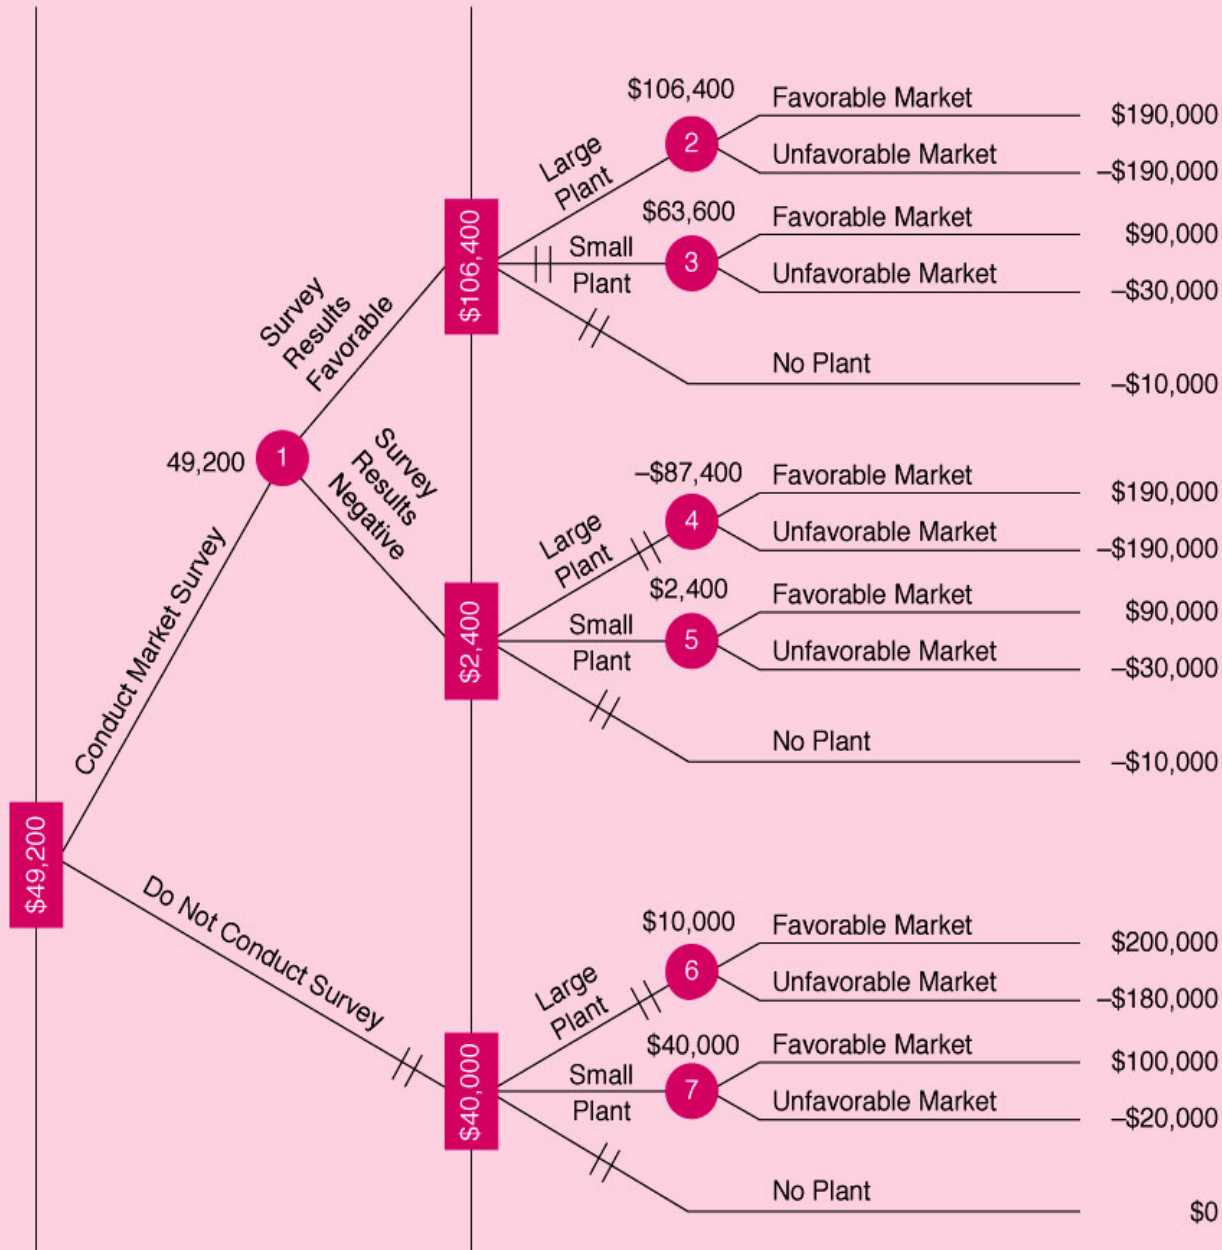 $106,400
Favorable Market
$190,000
2
Large
Plant
Unfavorable Market
–$190,000
$106,400
$63,600
Favorable Market
$90,000
Small
Plant
3
Unfavorable Market
–$30,000
No Plant
–$10,000
Survey
Results
Favorable
49,200
1
Survey
Results
Negative
–$87,400
Favorable Market
$190,000
4
Large
Plant
Unfavorable Market
–$190,000
$2,400
$2,400
Favorable Market
$90,000
Small
Plant
5
Unfavorable Market
–$30,000
No Plant
–$10,000
Conduct Market Survey
$49,200
Do Not Conduct Survey
$10,000
Favorable Market
$200,000
6
Large
Plant
Unfavorable Market
–$180,000
$40,000
$40,000
Favorable Market
$100,000
Small
Plant
7
Unfavorable Market
–$20,000
No Plant
$0